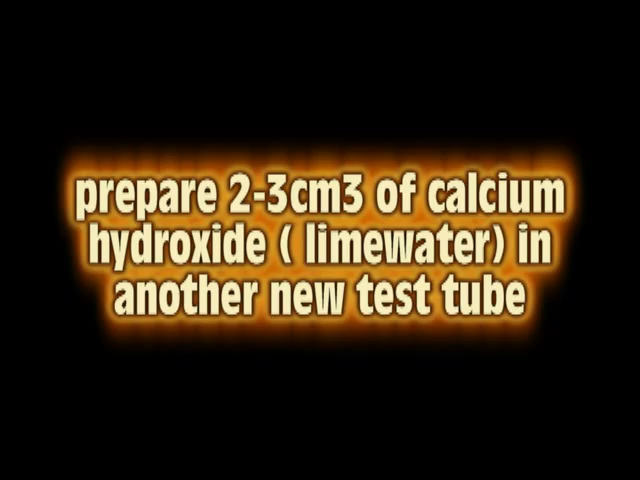 prepare 2-3cm3 of calcium
hydroxide ( limewater) in
another new test tube